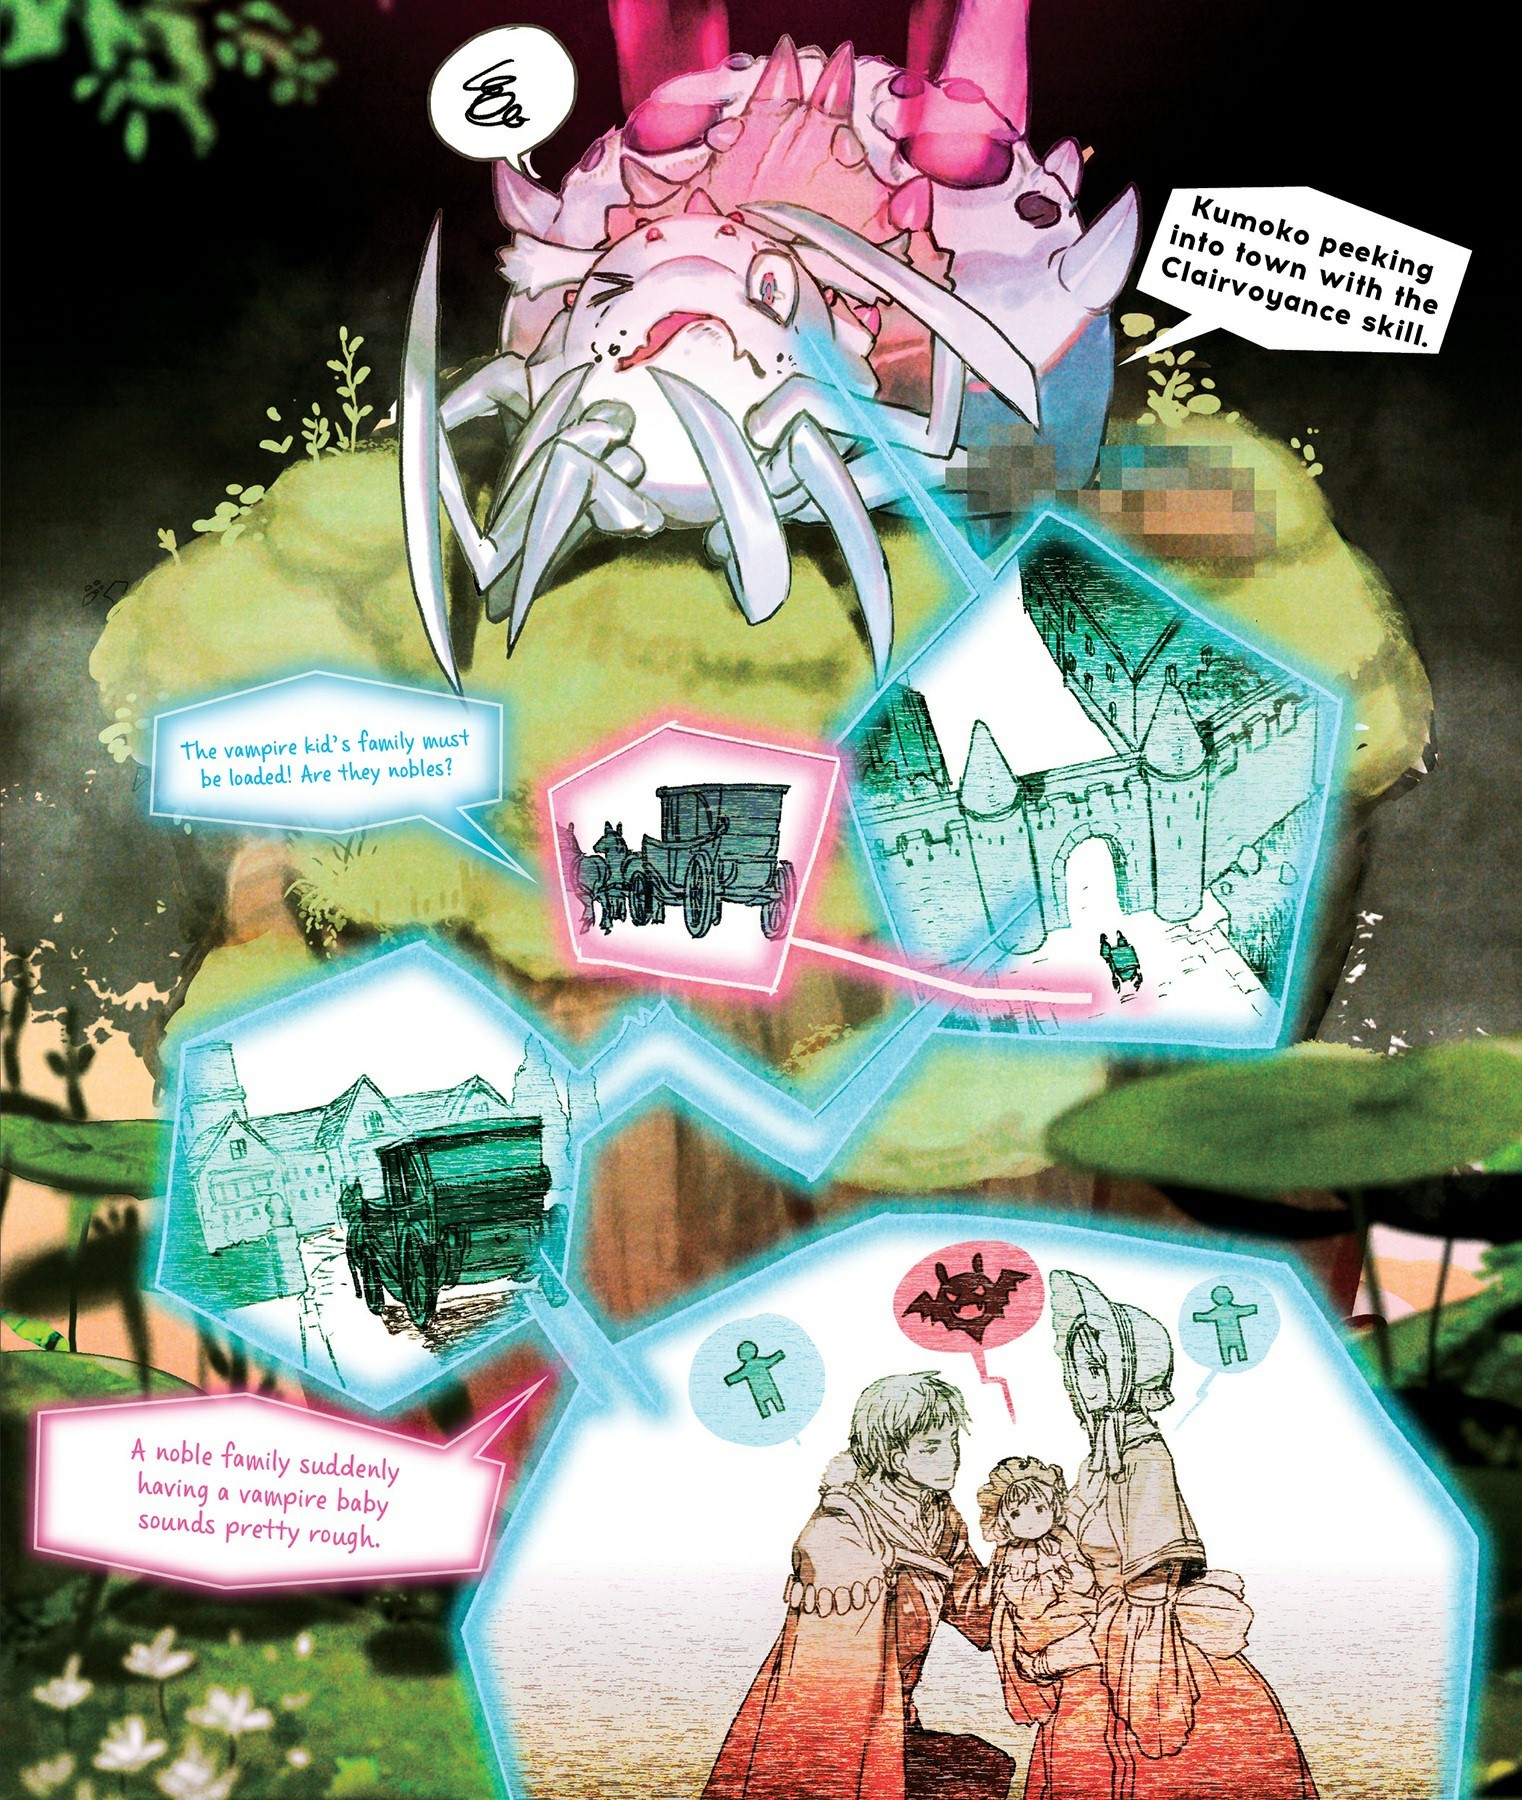 Kumoko peeking
into town with the
Clairvoyance skill.
The vampire kid's family must
be loaded! Are they nobles?
A noble family suddenly
having a vampire baby
sounds pretty rough.